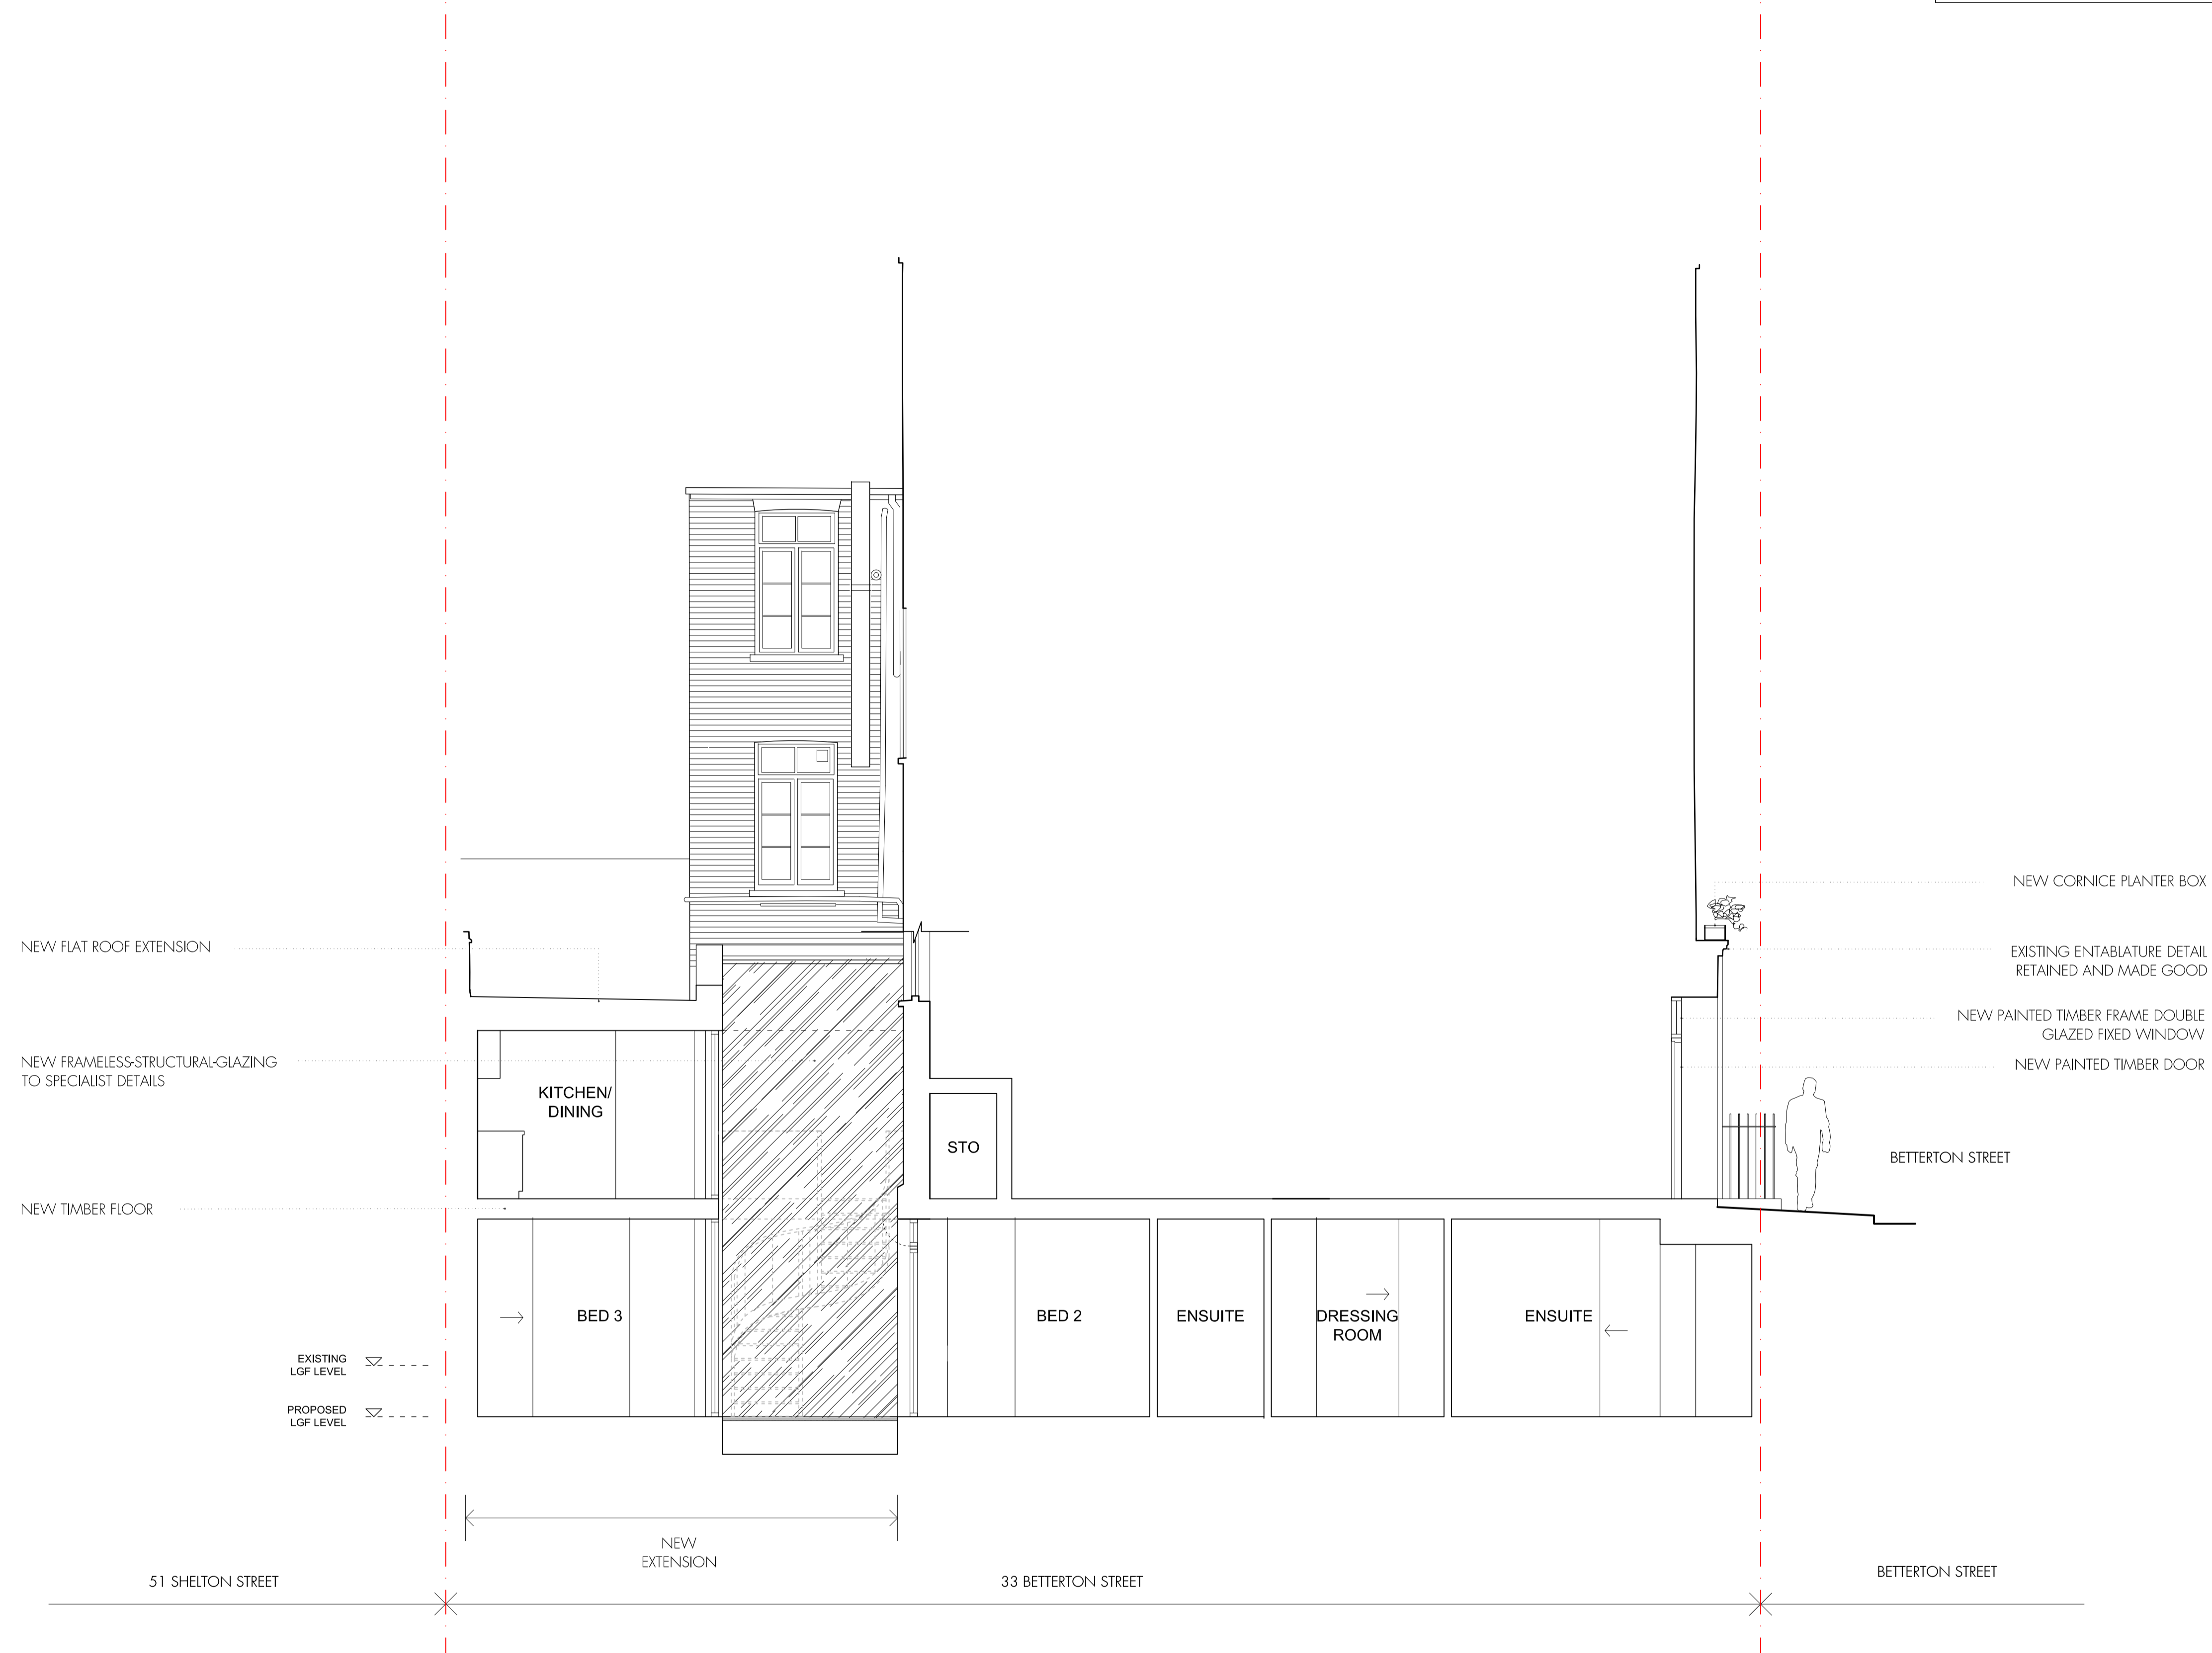 NEW CORNICE PLANTER BOX
NEW FLAT ROOF EXTENSION
EXISTING ENTABLATURE DETAIL
RETAINED AND MADE GOOD
NEW PAINTED TIMBER FRAME DOUBLE
GLAZED FIXED WINDOW
NEW FRAMELESS-STRUCTURAL-GLAZING
TO SPECIALIST DETAILS
NEW PAINTED TIMBER DOOR
KITCHEN/
DINING
STO
BETTERTON STREET
NEW TIMBER FLOOR
BED 3
BED 2
ENSUITE
DRESSING
ROOM
ENSUITE
EXISTING
LGF LEVEL
PROPOSED
LGF LEVEL
NEW
EXTENSION
51 SHELTON STREET
33 BETTERTON STREET
BETTERTON STREET